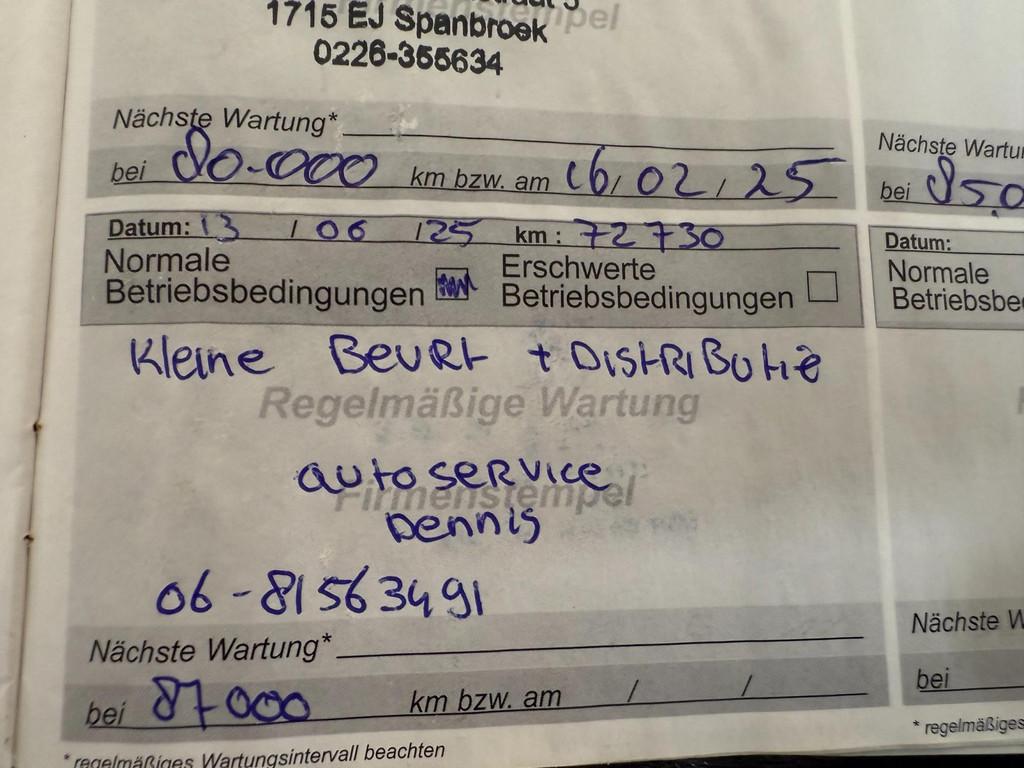 1715 EJ Spanbroek
0226-355634
Nächste Wartung*
bei 80.000 km bzw. am 16/02/25
Datum: 13 / 06 / 25 km: 72730
Normale Betriebsbedingungen
Erschwerte Betriebsbedingungen
Kleine Beurt + Distributie
Regelmäßige Wartung
autoservice
Firmenstempel
Dennis
06-81563491
Nächste Wartung*
bei 87000 km bzw. am / /
*regelmäßiges Wartungsintervall beachten
Nächste
bei
Datum:
Normale
Nächste
bei
* regelmäßiges